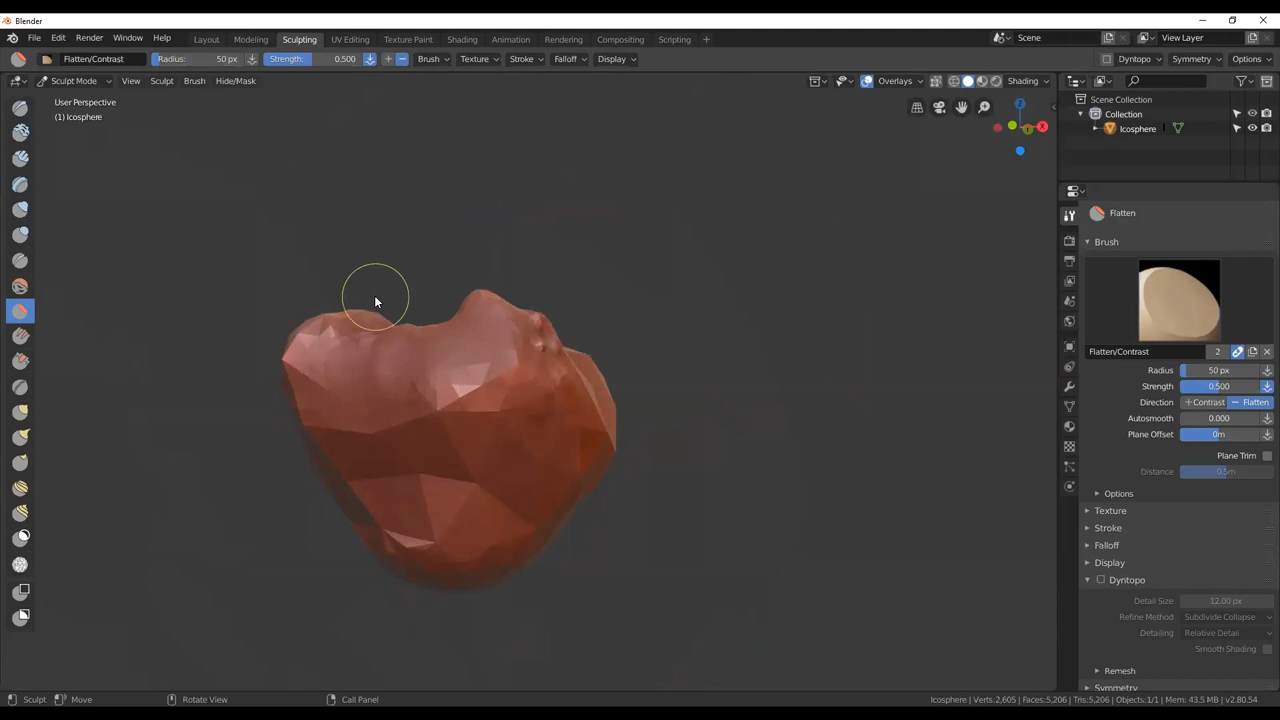 Blender
File Edit Render Window Help Layout Modeling Sculpting UV Editing Texture Paint Shading Animation Rendering Compositing Scripting + Scene View Layer
Flatten/Contrast Radius: 50 px Strength: 0.500 Brush Texture Stroke Falloff Display Dyntopo Symmetry Options
Sculpt Mode View Sculpt Brush Hide/Mask Overlays Shading
User Perspective
(1) Icosphere
Scene Collection
Collection
Icosphere
X
Z
Y
Flatten
Brush
Flatten/Contrast 2
Radius 50 px
Strength 0.500
Direction + Contrast − Flatten
Autosmooth 0.000
Plane Offset 0m
Plane Trim
Distance 0.5m
Options
Texture
Stroke
Falloff
Display
Dyntopo
Detail Size 12.00 px
Refine Method Subdivide Collapse
Detailing Relative Detail
Smooth Shading
Remesh
Symmetry
Sculpt Move Rotate View Call Panel Icosphere | Verts:2,605 | Faces:5,206 | Tris:5,206 | Objects:1/1 | Mem: 43.5 MB | v2.80.54